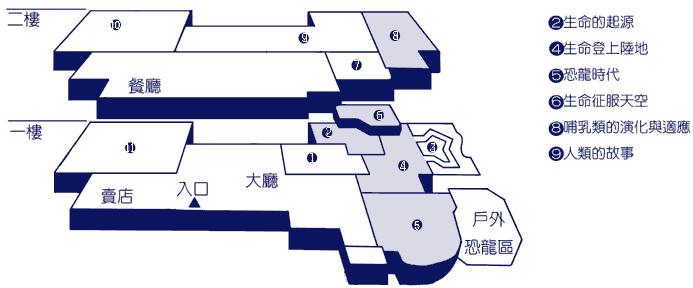 二樓
⑩
⑨
⑧
⑦
餐廳
一樓
⑥
②
③
⑪
①
④
賣店
入口
大廳
⑤
戶外
恐龍區
②生命的起源
④生命登上陸地
⑤恐龍時代
⑥生命征服天空
⑧哺乳類的演化與適應
⑨人類的故事